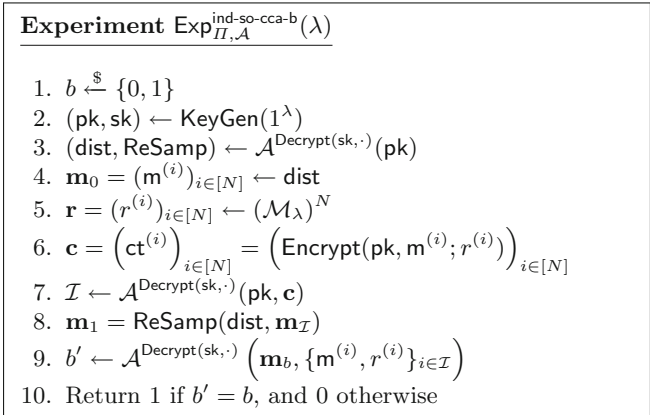 Experiment Exp^{ind-so-cca-b}_{Π,𝒜}(λ)
1. b ←$ {0, 1}
2. (pk, sk) ← KeyGen(1^λ)
3. (dist, ReSamp) ← 𝒜^{Decrypt(sk,·)}(pk)
4. m_0 = (m^{(i)})_{i∈[N]} ← dist
5. r = (r^{(i)})_{i∈[N]} ← (ℳ_λ)^N
6. c = (ct^{(i)})_{i∈[N]} = (Encrypt(pk, m^{(i)}; r^{(i)}))_{i∈[N]}
7. ℐ ← 𝒜^{Decrypt(sk,·)}(pk, c)
8. m_1 = ReSamp(dist, m_ℐ)
9. b′ ← 𝒜^{Decrypt(sk,·)} (m_b, {m^{(i)}, r^{(i)}}_{i∈ℐ})
10. Return 1 if b′ = b, and 0 otherwise